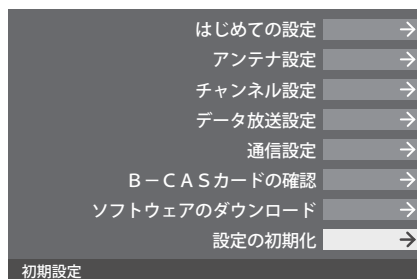 はじめての設定
アンテナ設定
チャンネル設定
データ放送設定
通信設定
Ｂ－ＣＡＳカードの確認
ソフトウェアのダウンロード
設定の初期化
初期設定